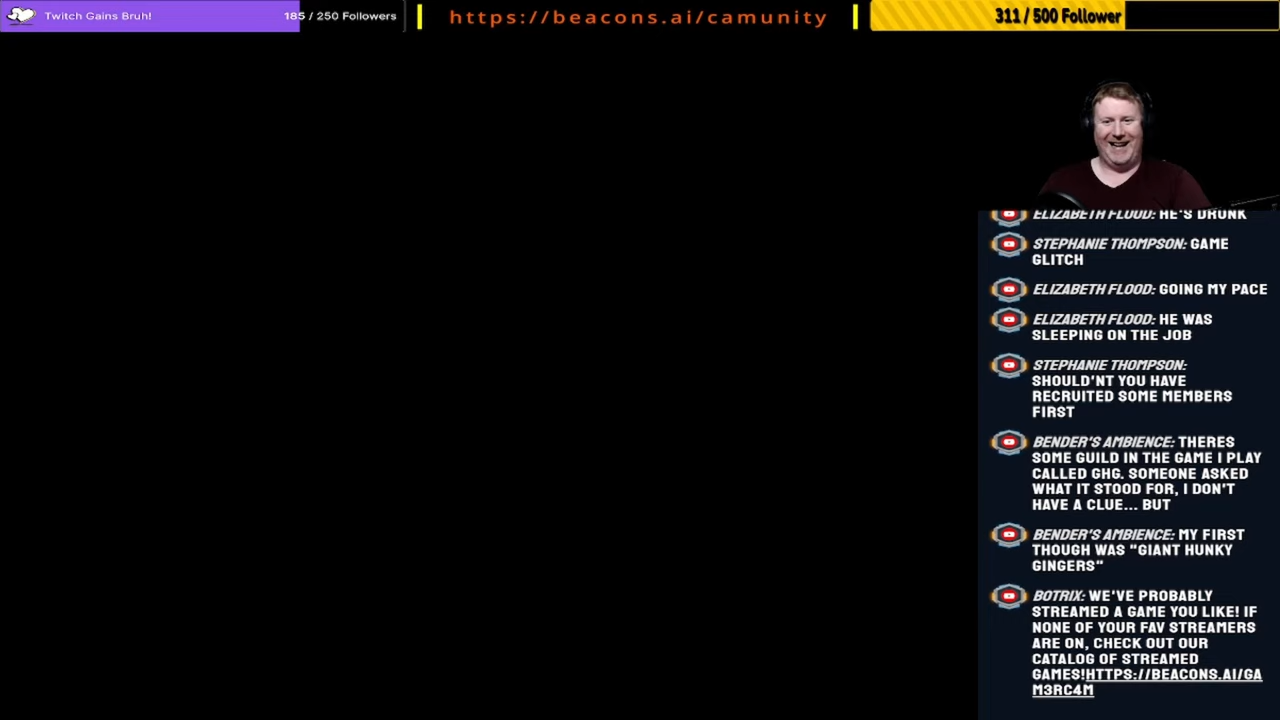 Twitch Gains Bruh!
185 / 250 Followers
https://beacons.ai/camunity
311 / 500 Follower
ELIZABETH FLOOD: HE'S DRUNK
STEPHANIE THOMPSON: GAME
GLITCH
ELIZABETH FLOOD: GOING MY PACE
ELIZABETH FLOOD: HE WAS
SLEEPING ON THE JOB
STEPHANIE THOMPSON:
SHOULD'NT YOU HAVE
RECRUITED SOME MEMBERS
FIRST
BENDER'S AMBIENCE: THERES
SOME GUILD IN THE GAME I PLAY
CALLED GHG. SOMEONE ASKED
WHAT IT STOOD FOR, I DON'T
HAVE A CLUE... BUT
BENDER'S AMBIENCE: MY FIRST
THOUGH WAS "GIANT HUNKY
GINGERS"
BOTRIX: WE'VE PROBABLY
STREAMED A GAME YOU LIKE! IF
NONE OF YOUR FAV STREAMERS
ARE ON, CHECK OUT OUR
CATALOG OF STREAMED
GAMES!HTTPS://BEACONS.AI/GA
M3RC4M